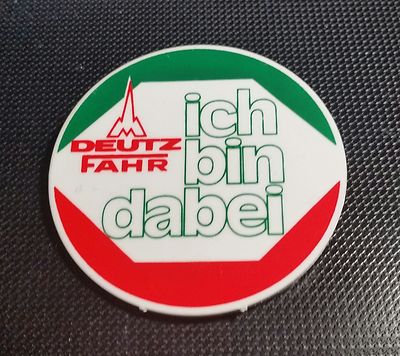 DEUTZ
FAHR
ich
bin
dabei